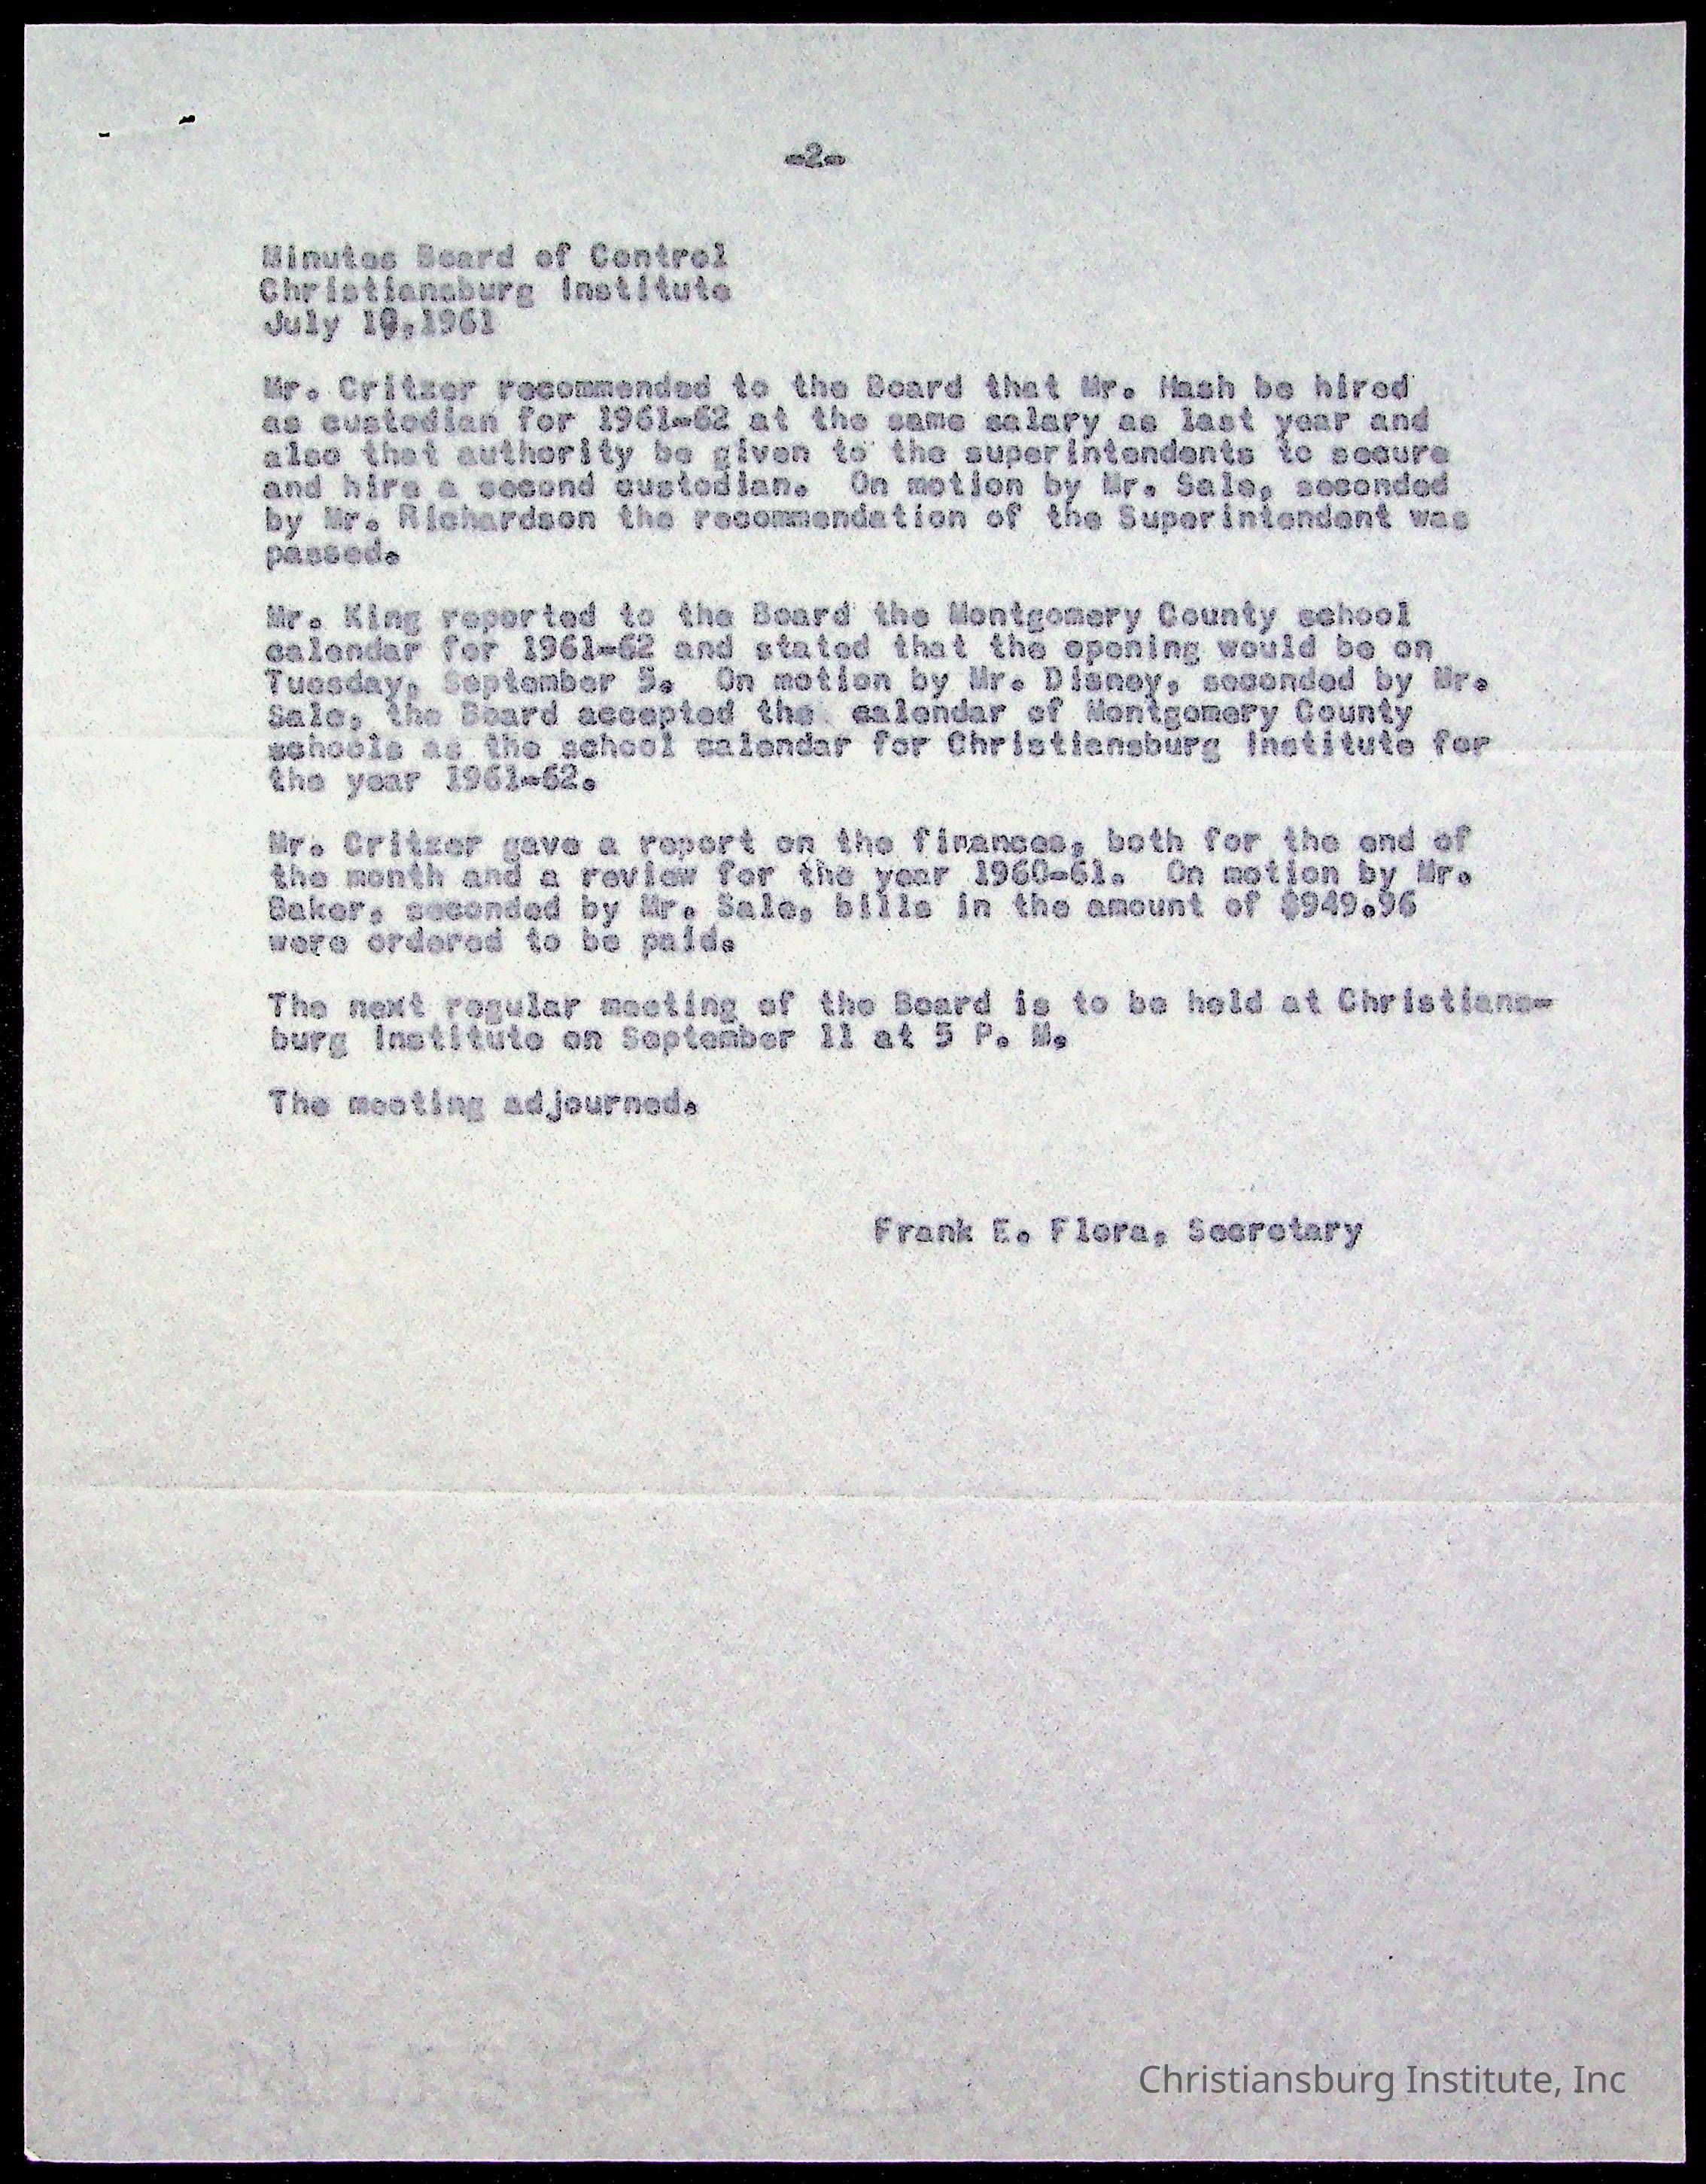 -2-
Minutes Board of Control
Christiansburg Institute
July 10,1961
Mr. Critzer recommended to the Board that Mr. Mash be hired
as custodian for 1961-62 at the same salary as last year and
also that authority be given to the superintendents to secure
and hire a second custodian. On motion by Mr. Sale, seconded
by Mr. Richardson the recommendation of the Superintendent was
passed.
Mr. King reported to the Board the Montgomery County school
calendar for 1961-62 and stated that the opening would be on
Tuesday, September 5. On motion by Mr. Disney, seconded by Mr.
Sale, the Board accepted the calendar of Montgomery County
schools as the school calendar for Christiansburg Institute for
the year 1961-62.
Mr. Critzer gave a report on the finances, both for the end of
the month and a review for the year 1960-61. On motion by Mr.
Baker, seconded by Mr. Sale, bills in the amount of $949.96
were ordered to be paid.
The next regular meeting of the Board is to be held at Christians-
burg Institute on September 11 at 5 P. M.
The meeting adjourned.
Frank E. Flora, Secretary
Christiansburg Institute, Inc